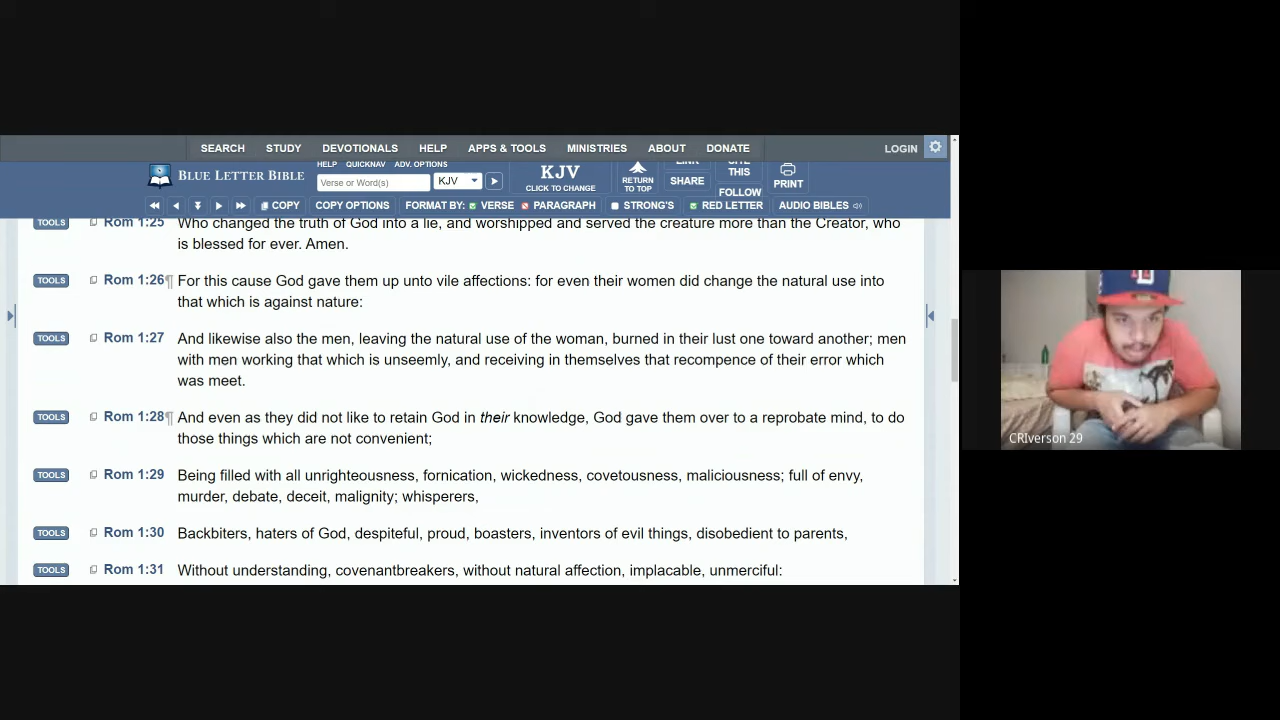 SEARCH STUDY DEVOTIONALS HELP APPS & TOOLS MINISTRIES ABOUT DONATE LOGIN
HELP QUICKNAV ADV. OPTIONS
BLUE LETTER BIBLE
Verse or Word(s)
KJV
KJV
CLICK TO CHANGE
RETURN
TO TOP
LINK
SHARE
CITE
THIS
FOLLOW
PRINT
COPY COPY OPTIONS FORMAT BY: VERSE PARAGRAPH STRONG'S RED LETTER AUDIO BIBLES
TOOLS Rom 1:25 Who changed the truth of God into a lie, and worshipped and served the creature more than the Creator, who
is blessed for ever. Amen.
TOOLS Rom 1:26¶ For this cause God gave them up unto vile affections: for even their women did change the natural use into
that which is against nature:
TOOLS Rom 1:27 And likewise also the men, leaving the natural use of the woman, burned in their lust one toward another; men
with men working that which is unseemly, and receiving in themselves that recompence of their error which
was meet.
TOOLS Rom 1:28¶ And even as they did not like to retain God in their knowledge, God gave them over to a reprobate mind, to do
those things which are not convenient;
TOOLS Rom 1:29 Being filled with all unrighteousness, fornication, wickedness, covetousness, maliciousness; full of envy,
murder, debate, deceit, malignity; whisperers,
TOOLS Rom 1:30 Backbiters, haters of God, despiteful, proud, boasters, inventors of evil things, disobedient to parents,
TOOLS Rom 1:31 Without understanding, covenantbreakers, without natural affection, implacable, unmerciful:
CRIverson 29